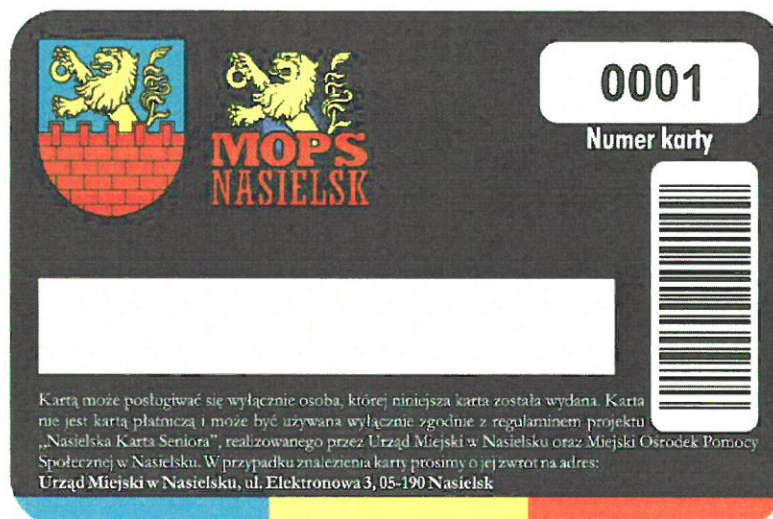 0001
Numer karty
MOPS
NASIELSK
Kartą może posługiwać się wyłącznie osoba, której niniejsza karta została wydana. Karta
nie jest kartą płatniczą i może być używana wyłącznie zgodnie z regulaminem projektu
„Nasielska Karta Seniora”, realizowanego przez Urząd Miejski w Nasielsku oraz Miejski Ośrodek Pomocy
Społecznej w Nasielsku. W przypadku znalezienia karty prosimy o jej zwrot na adres:
Urząd Miejski w Nasielsku, ul. Elektronowa 3, 05-190 Nasielsk